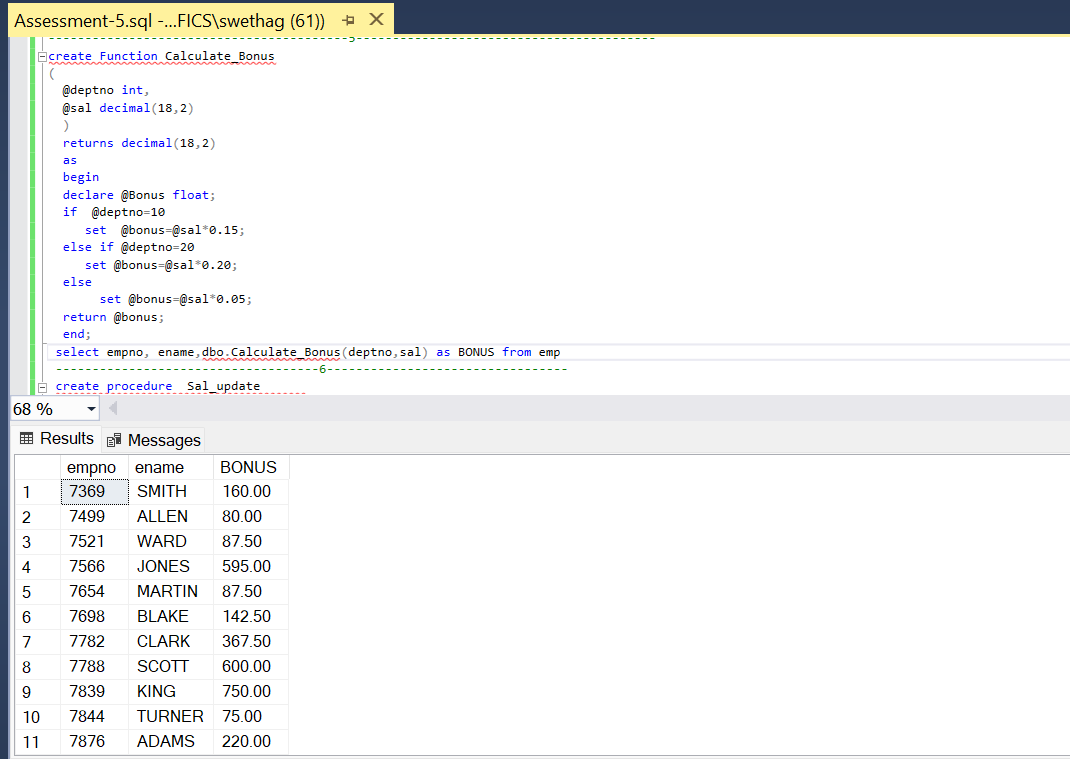 Assessment-5.sql -...FICS\swethag (61))
-----------------------------------------5-----------------------------------------
create Function Calculate_Bonus
(
@deptno int,
@sal decimal(18,2)
)
returns decimal(18,2)
as
begin
declare @Bonus float;
if  @deptno=10
set  @bonus=@sal*0.15;
else if @deptno=20
set @bonus=@sal*0.20;
else
set @bonus=@sal*0.05;
return @bonus;
end;
select empno, ename,dbo.Calculate_Bonus(deptno,sal) as BONUS from emp
------------------------------------6---------------------------------
create procedure  Sal_update
68 %
Results Messages
empno ename BONUS
1 7369 SMITH 160.00
2 7499 ALLEN 80.00
3 7521 WARD 87.50
4 7566 JONES 595.00
5 7654 MARTIN 87.50
6 7698 BLAKE 142.50
7 7782 CLARK 367.50
8 7788 SCOTT 600.00
9 7839 KING 750.00
10 7844 TURNER 75.00
11 7876 ADAMS 220.00